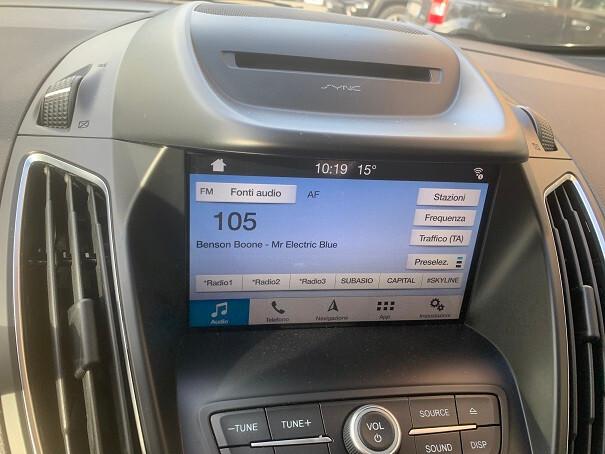 SYNC
10:19 15°
FM Fonti audio AF Stazioni
105 Frequenza
Benson Boone - Mr Electric Blue Traffico (TA)
Preselez.
*Radio1 *Radio2 *Radio3 SUBASIO CAPITAL #SKYLINE
Audio Telefono Navigazione App Impostazioni
–TUNE TUNE+ VOL SOURCE
SOUND DISP